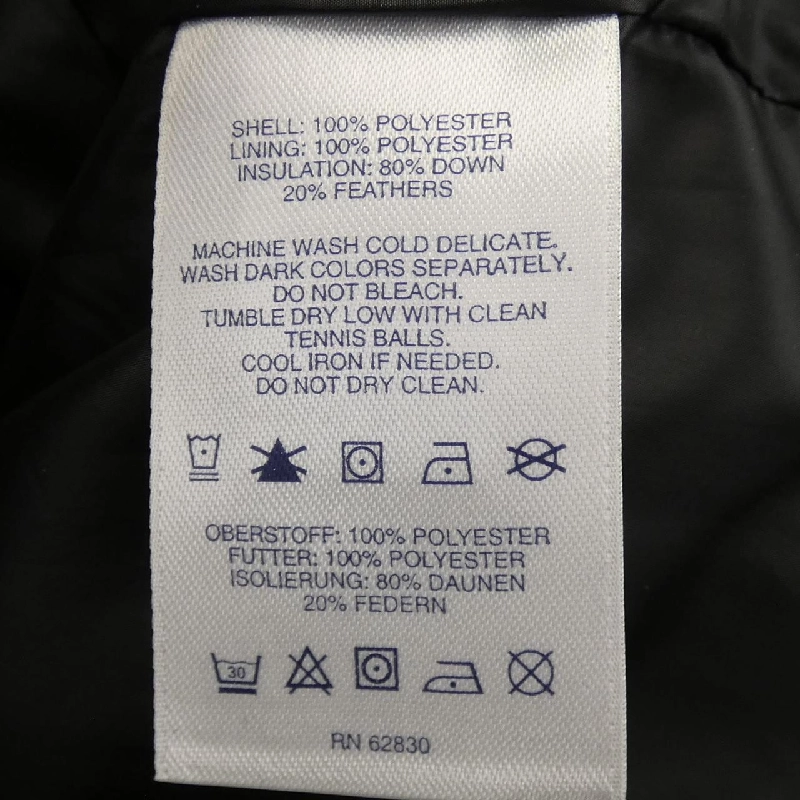 SHELL: 100% POLYESTER
LINING: 100% POLYESTER
INSULATION: 80% DOWN
20% FEATHERS
MACHINE WASH COLD DELICATE.
WASH DARK COLORS SEPARATELY.
DO NOT BLEACH.
TUMBLE DRY LOW WITH CLEAN
TENNIS BALLS.
COOL IRON IF NEEDED.
DO NOT DRY CLEAN.
OBERSTOFF: 100% POLYESTER
FUTTER: 100% POLYESTER
ISOLIERUNG: 80% DAUNEN
20% FEDERN
30
RN 62830